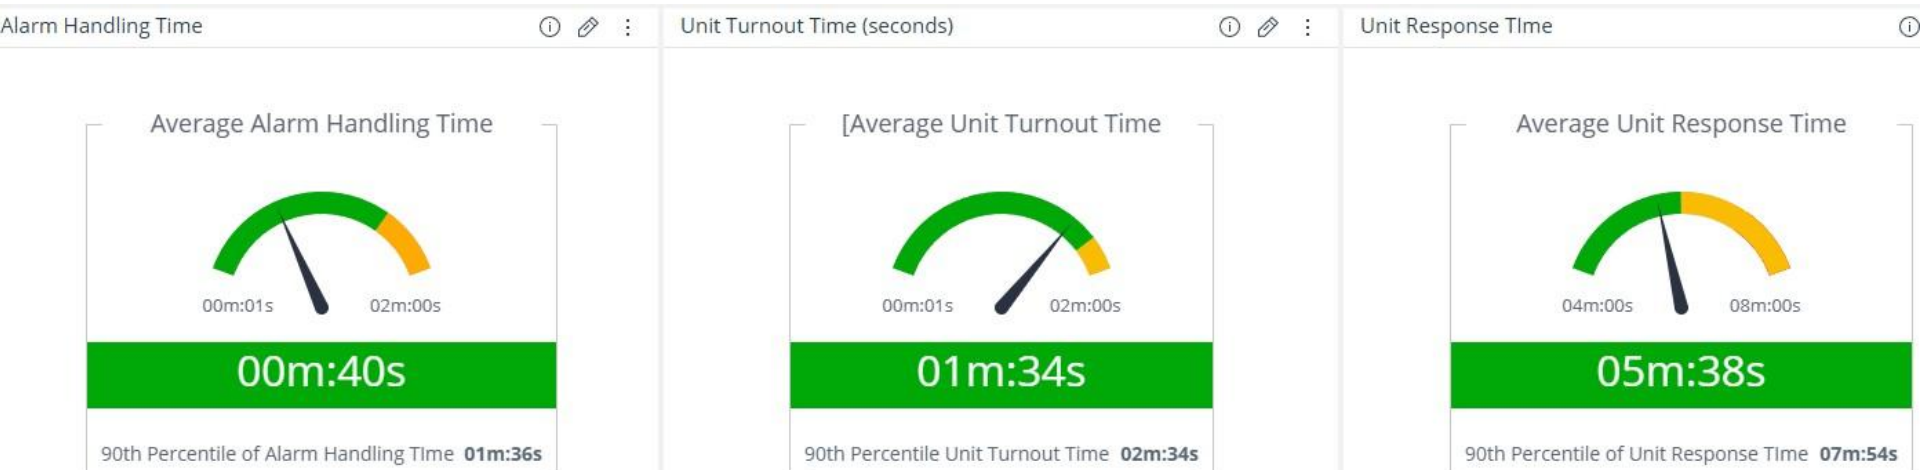 Alarm Handling Time
Average Alarm Handling Time
00m:01s 02m:00s
00m:40s
90th Percentile of Alarm Handling TIme 01m:36s
Unit Turnout Time (seconds)
[Average Unit Turnout Time
00m:01s 02m:00s
01m:34s
90th Percentile Unit Turnout Time 02m:34s
Unit Response TIme
Average Unit Response Time
04m:00s 08m:00s
05m:38s
90th Percentile of Unit Response TIme 07m:54s